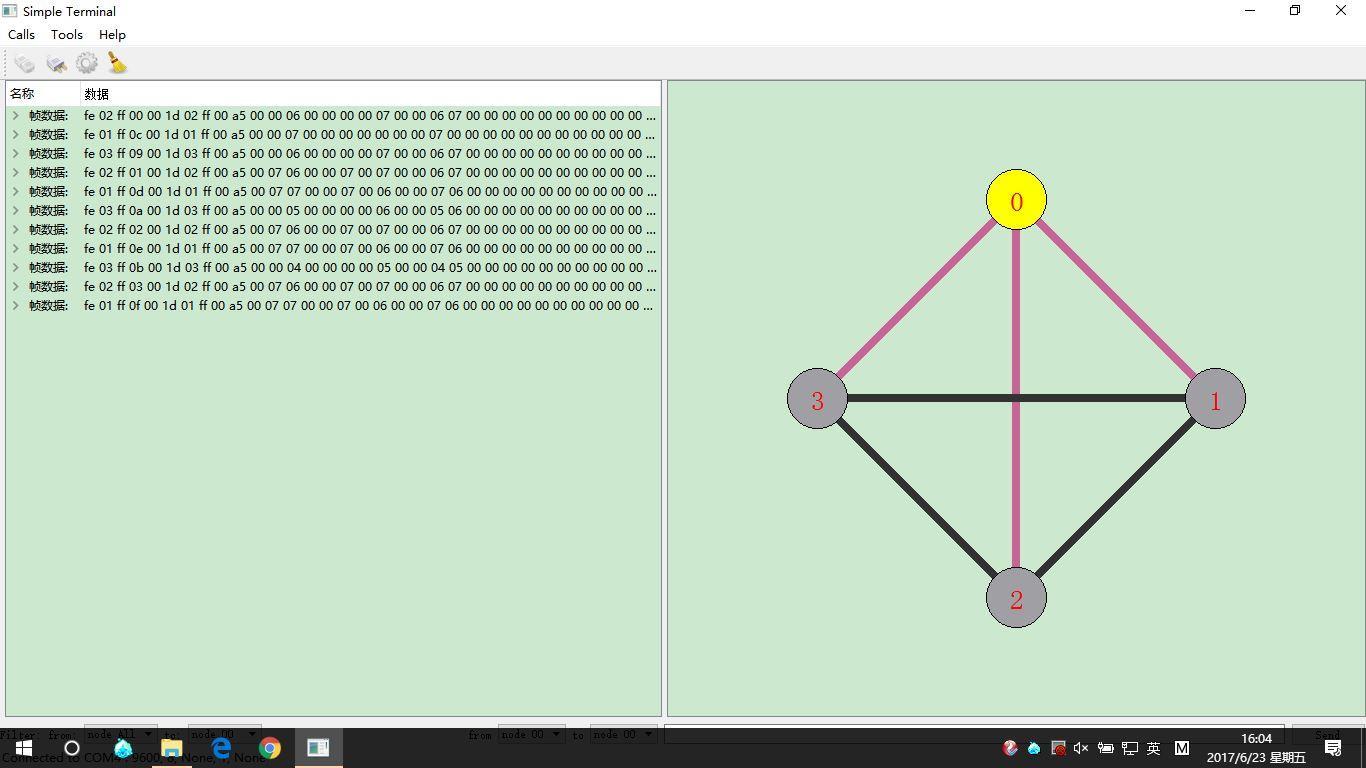 Simple Terminal
Calls Tools Help
名称 数据
帧数据: fe 02 ff 00 00 1d 02 ff 00 a5 00 00 06 00 00 00 00 07 00 00 06 07 00 00 00 00 00 00 00 00 00 00 ...
帧数据: fe 01 ff 0c 00 1d 01 ff 00 a5 00 00 07 00 00 00 00 00 00 00 07 00 00 00 00 00 00 00 00 00 00 00 ...
帧数据: fe 03 ff 09 00 1d 03 ff 00 a5 00 00 06 00 00 00 00 07 00 00 06 07 00 00 00 00 00 00 00 00 00 00 ...
帧数据: fe 02 ff 01 00 1d 02 ff 00 a5 00 07 06 00 00 07 00 07 00 00 06 07 00 00 00 00 00 00 00 00 00 00 ...
帧数据: fe 01 ff 0d 00 1d 01 ff 00 a5 00 07 07 00 00 07 00 06 00 00 07 06 00 00 00 00 00 00 00 00 00 00 ...
帧数据: fe 03 ff 0a 00 1d 03 ff 00 a5 00 00 05 00 00 00 00 06 00 00 05 06 00 00 00 00 00 00 00 00 00 00 ...
帧数据: fe 02 ff 02 00 1d 02 ff 00 a5 00 07 06 00 00 07 00 07 00 00 06 07 00 00 00 00 00 00 00 00 00 00 ...
帧数据: fe 01 ff 0e 00 1d 01 ff 00 a5 00 07 07 00 00 07 00 06 00 00 07 06 00 00 00 00 00 00 00 00 00 00 ...
帧数据: fe 03 ff 0b 00 1d 03 ff 00 a5 00 00 04 00 00 00 00 05 00 00 04 05 00 00 00 00 00 00 00 00 00 00 ...
帧数据: fe 02 ff 03 00 1d 02 ff 00 a5 00 07 06 00 00 07 00 07 00 00 06 07 00 00 00 00 00 00 00 00 00 00 ...
帧数据: fe 01 ff 0f 00 1d 01 ff 00 a5 00 07 07 00 00 07 00 06 00 00 07 06 00 00 00 00 00 00 00 00 00 00 ...
0
3
1
2
Filter: from: node All to: node 00 from node 00 to node 00 Send
Connected to COM4 : 9600, 8, None, 1, None
英 M
16:04
2017/6/23 星期五